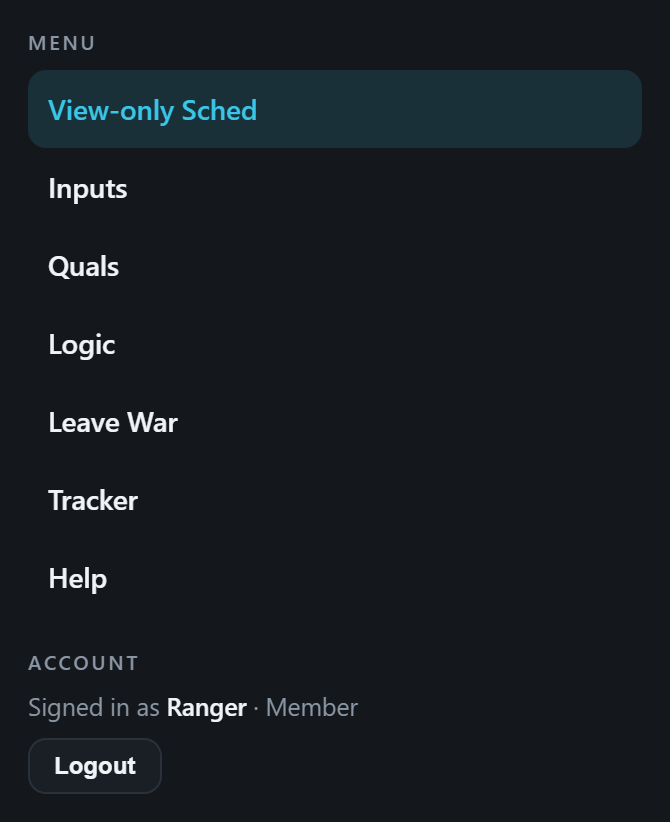 MENU
View-only Sched
Inputs
Quals
Logic
Leave War
Tracker
Help
ACCOUNT
Signed in as Ranger · Member
Logout